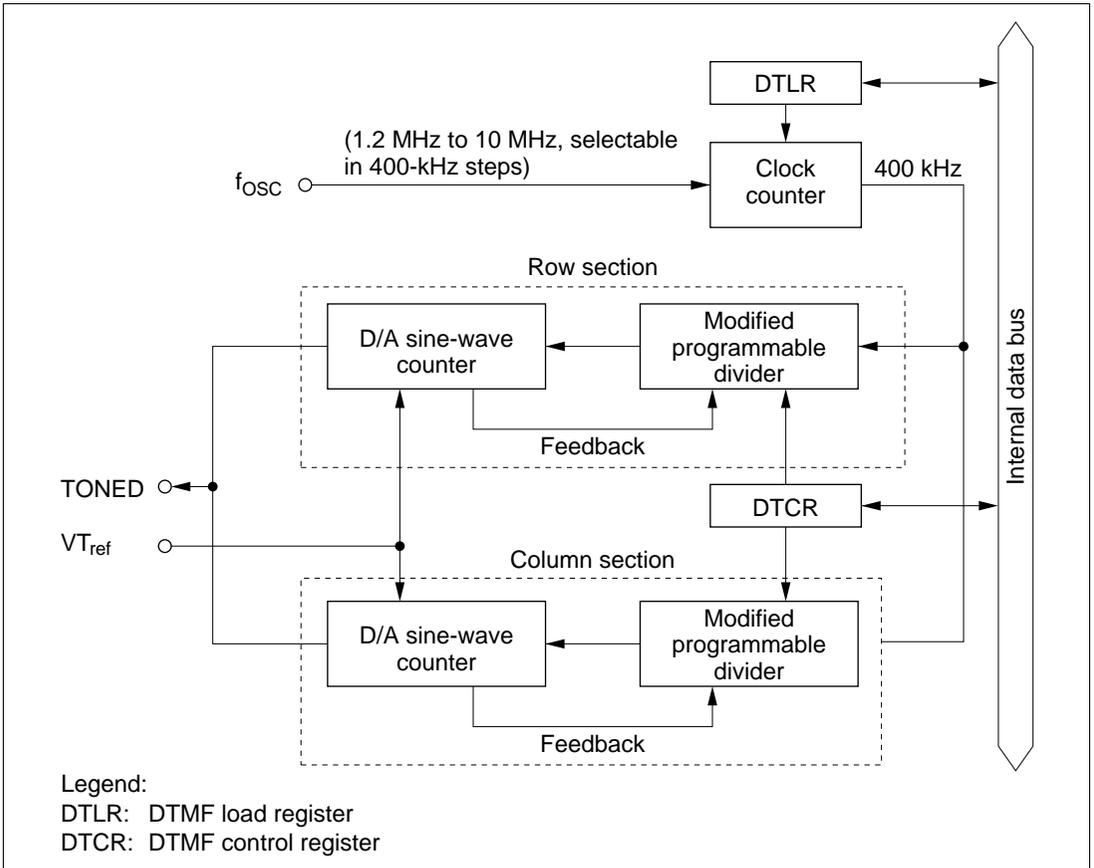 DTLR
(1.2 MHz to 10 MHz, selectable
in 400-kHz steps)
fOSC
Clock
counter
400 kHz
Row section
D/A sine-wave
counter
Modified
programmable
divider
Feedback
Internal data bus
TONED
DTCR
VTref
Column section
D/A sine-wave
counter
Modified
programmable
divider
Feedback
Legend:
DTLR: DTMF load register
DTCR: DTMF control register